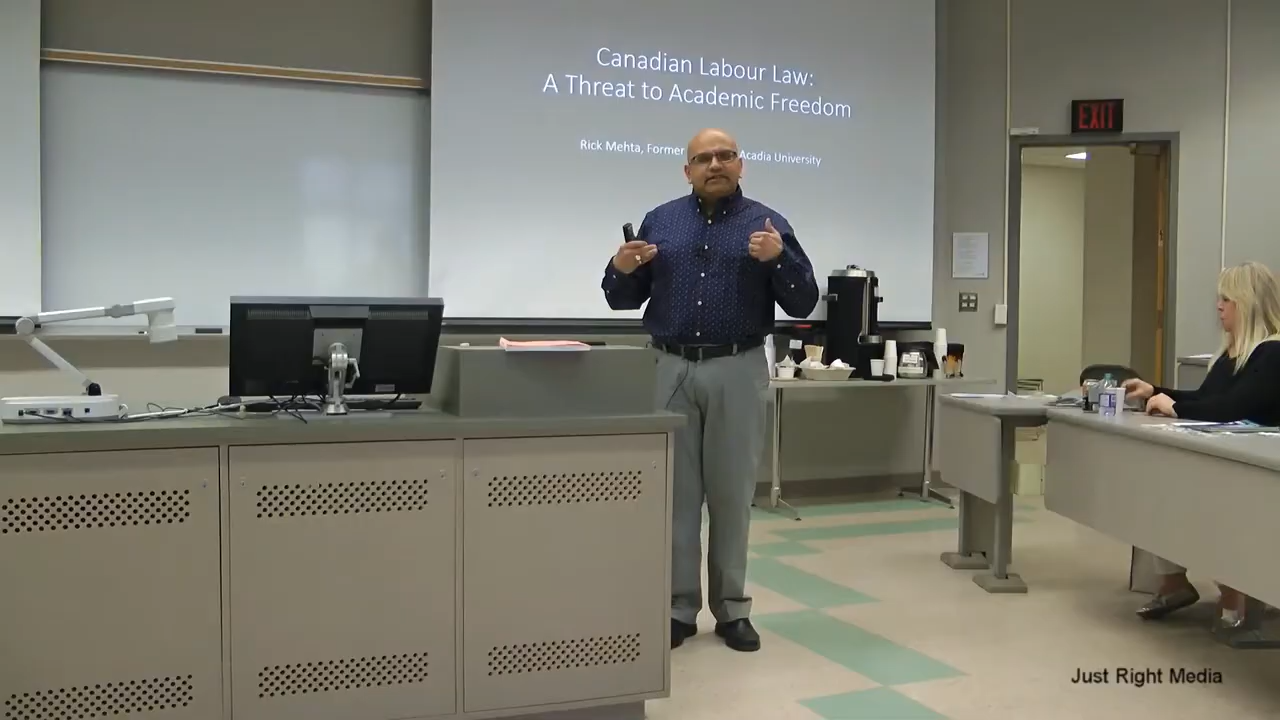 Canadian Labour Law:
A Threat to Academic Freedom
Rick Mehta, Former Acadia University
EXIT
Just Right Media